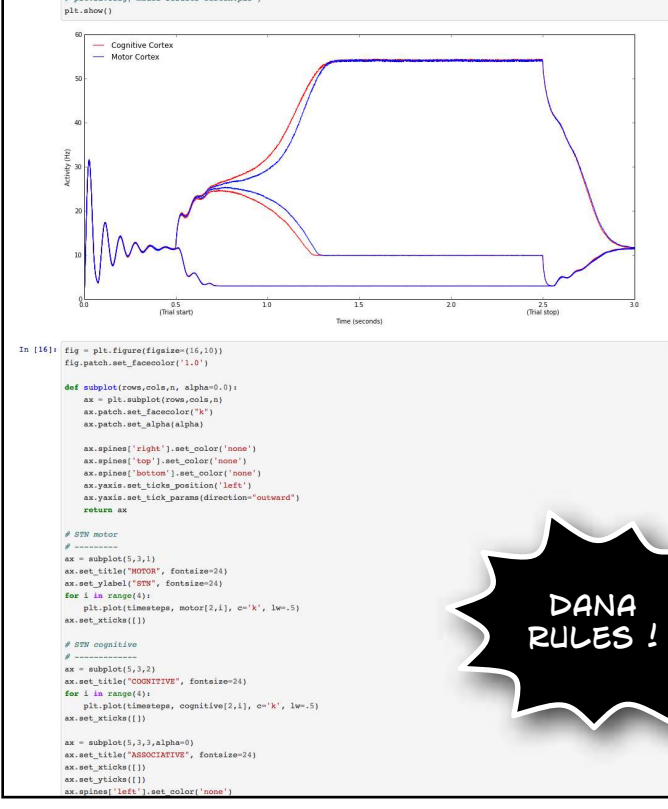 plt.show()
60
50
40
30
20
10
0
Activity (Hz)
Cognitive Cortex
Motor Cortex
0.0 0.5 1.0 1.5 2.0 2.5 3.0
(Trial start) (Trial stop)
Time (seconds)
In [16]: fig = plt.figure(figsize=(16,10))
fig.patch.set_facecolor('1.0')
def subplot(rows,cols,n, alpha=0.0):
    ax = plt.subplot(rows,cols,n)
    ax.patch.set_facecolor("k")
    ax.patch.set_alpha(alpha)
    ax.spines['right'].set_color('none')
    ax.spines['top'].set_color('none')
    ax.spines['bottom'].set_color('none')
    ax.yaxis.set_ticks_position('left')
    ax.yaxis.set_tick_params(direction="outward")
    return ax
# STN motor
# ---------
ax = subplot(5,3,1)
ax.set_title("MOTOR", fontsize=24)
ax.set_ylabel("STN", fontsize=24)
for i in range(4):
    plt.plot(timesteps, motor[2,i], c='k', lw=.5)
ax.set_xticks([])
# STN cognitive
# -------------
ax = subplot(5,3,2)
ax.set_title("COGNITIVE", fontsize=24)
for i in range(4):
    plt.plot(timesteps, cognitive[2,i], c='k', lw=.5)
ax.set_xticks([])
ax = subplot(5,3,3,alpha=0)
ax.set_title("ASSOCIATIVE", fontsize=24)
ax.set_xticks([])
ax.set_yticks([])
ax.spines['left'].set_color('none')
DANA
RULES !